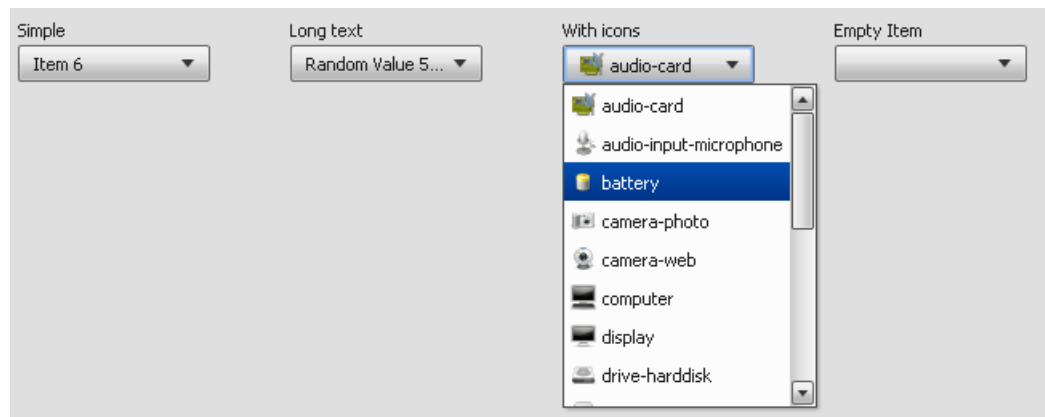 Simple
Long text
With icons
Empty Item
Item 6
Random Value 5...
audio-card
audio-card
audio-input-microphone
battery
camera-photo
camera-web
computer
display
drive-harddisk